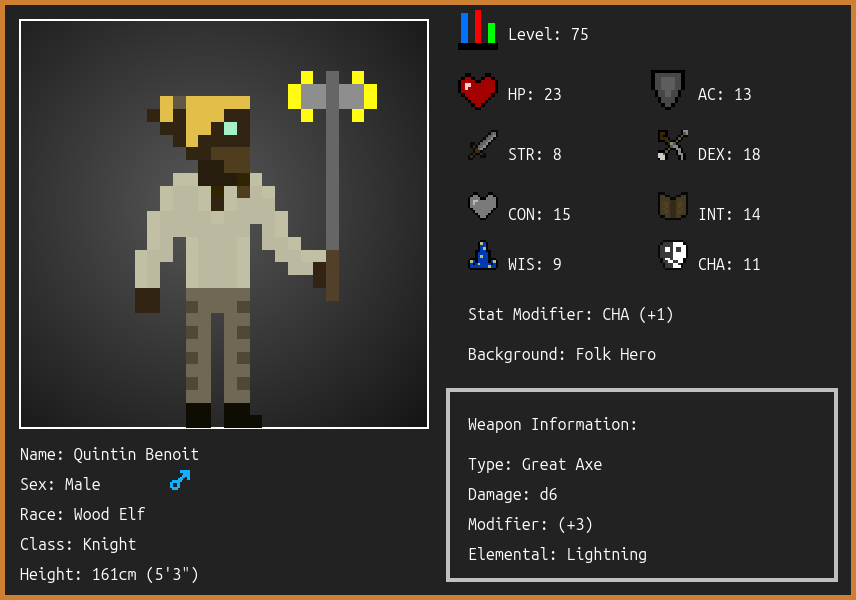 Level: 75
HP: 23
AC: 13
STR: 8
DEX: 18
CON: 15
INT: 14
WIS: 9
CHA: 11
Stat Modifier: CHA (+1)
Background: Folk Hero
Weapon Information:
Type: Great Axe
Damage: d6
Modifier: (+3)
Elemental: Lightning
Name: Quintin Benoit
Sex: Male
Race: Wood Elf
Class: Knight
Height: 161cm (5'3")